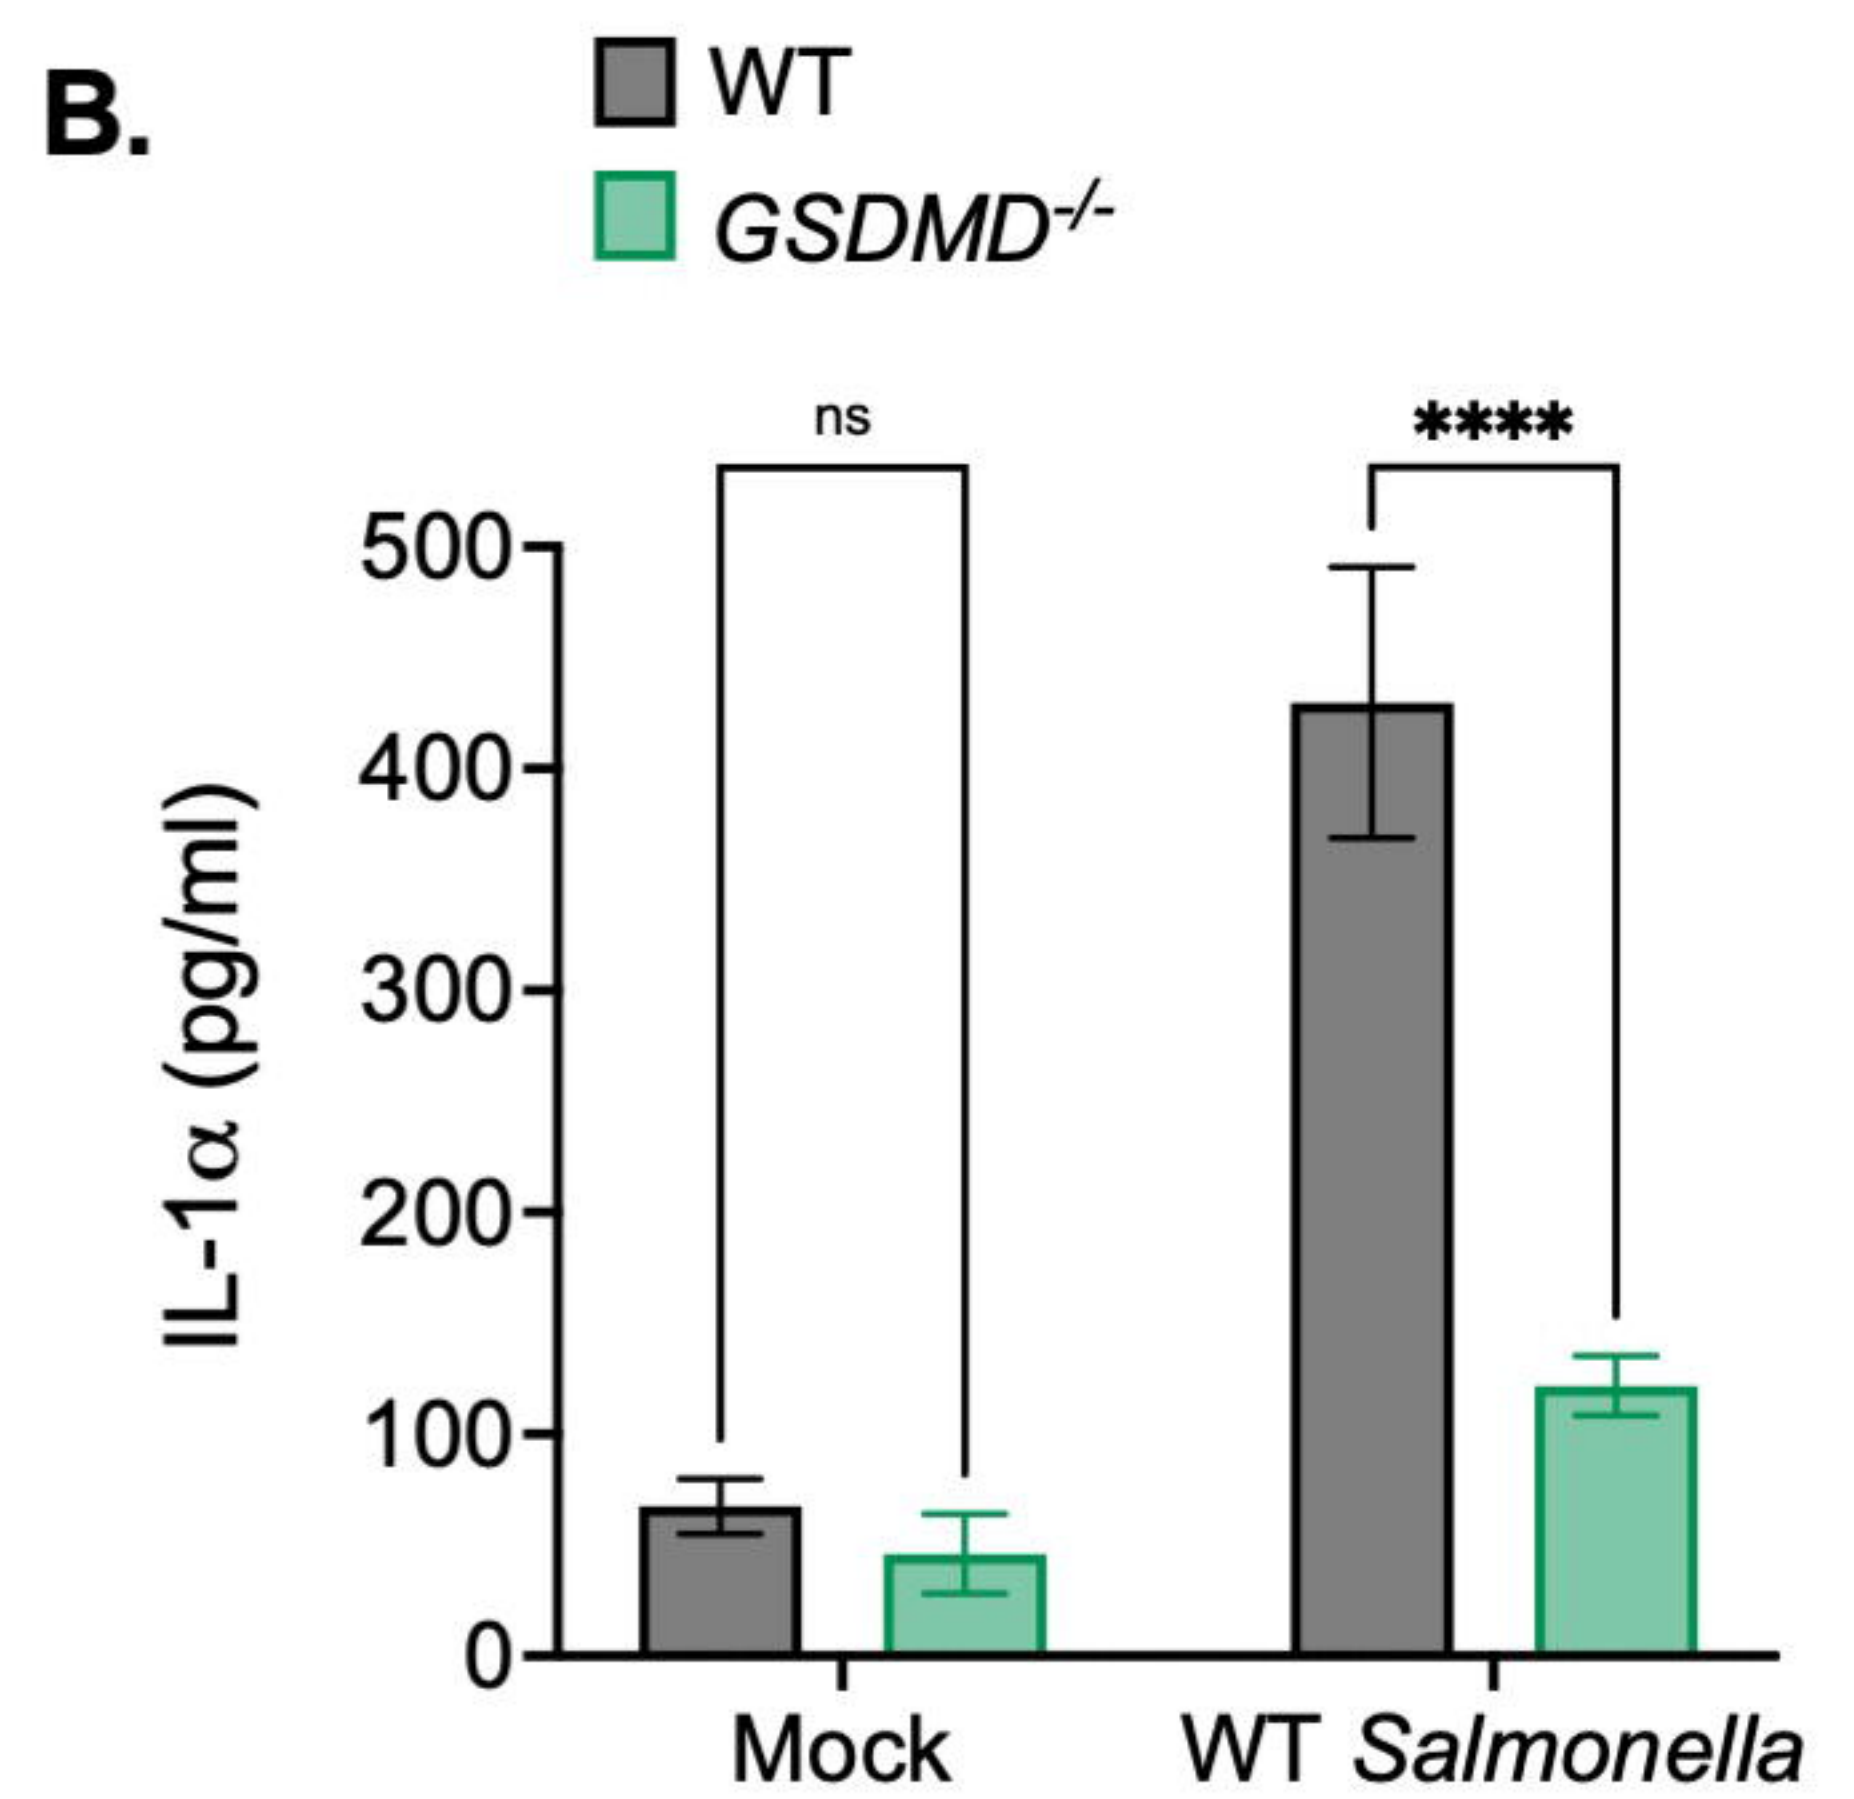 B.
WT
GSDMD-/-
ns
****
500
400
300
200
100
0
IL-1α (pg/ml)
Mock
WT Salmonella